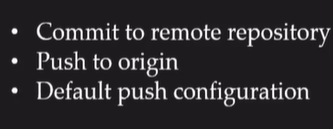 • Commit to remote repository
• Push to origin
• Default push configuration